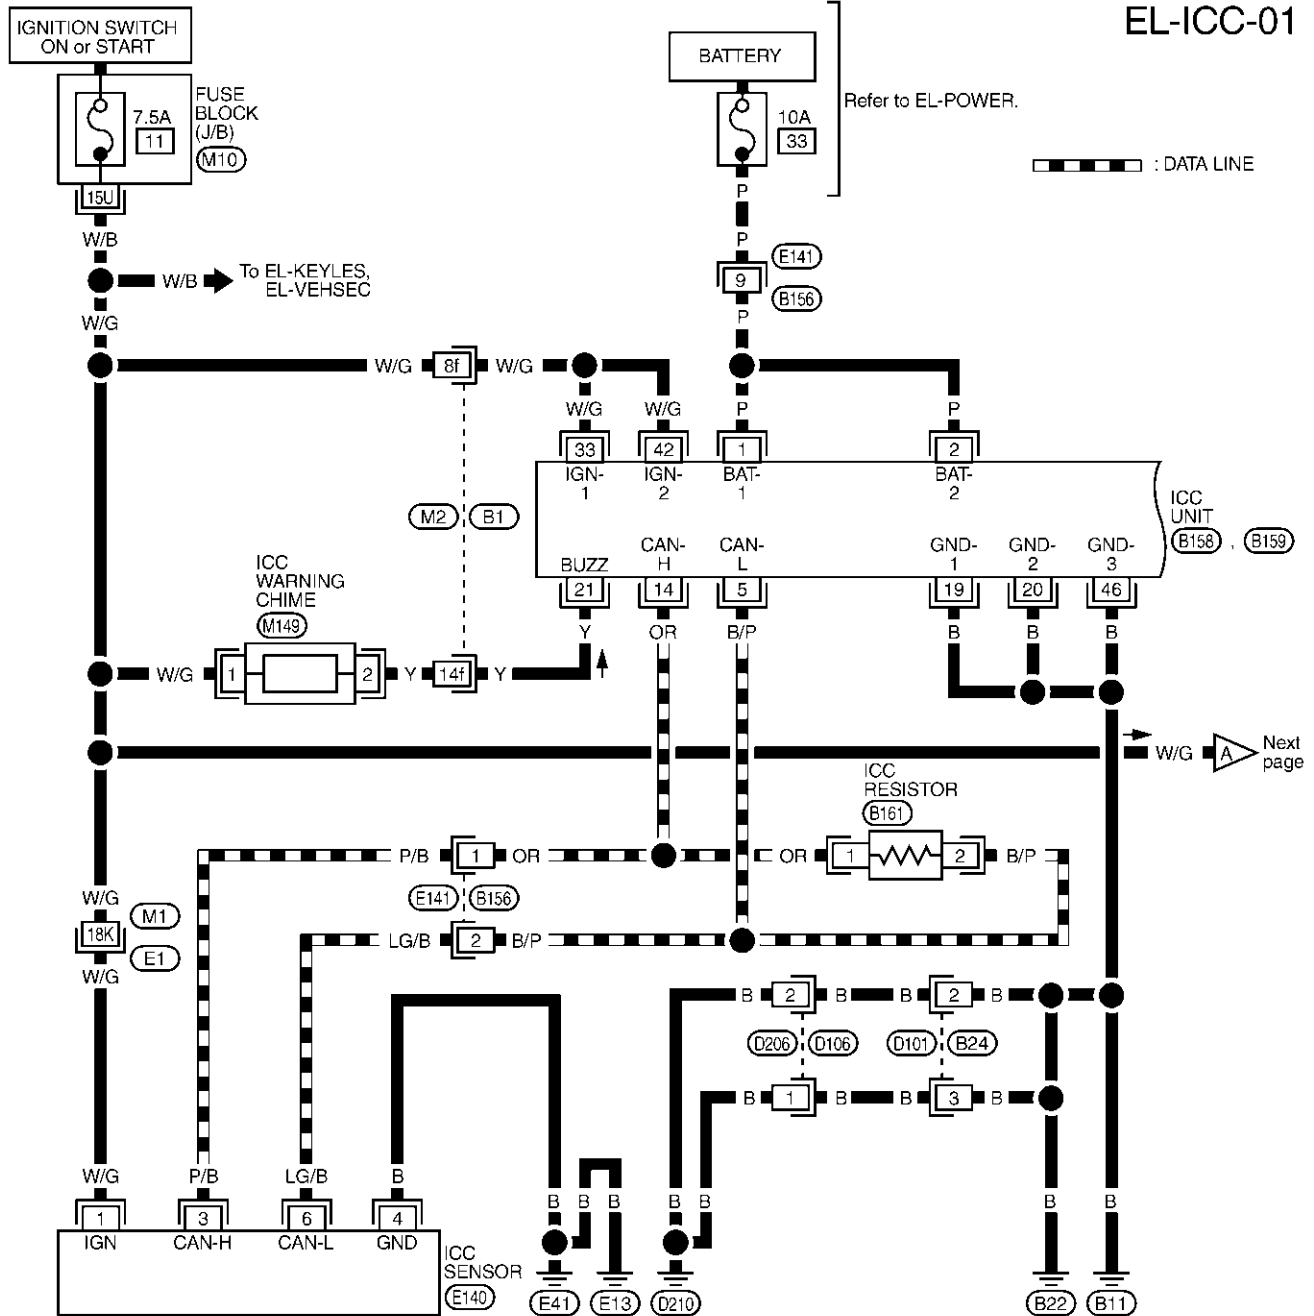 EL-ICC-01
IGNITION SWITCH
ON or START
BATTERY
FUSE
BLOCK
(J/B)
M10
7.5A
11
10A
33
Refer to EL-POWER.
: DATA LINE
15U
P
W/B
P
E141
9
B156
W/B
To EL-KEYLES,
EL-VEHSEC
W/G
P
W/G
8f
W/G
W/G
W/G
P
P
33
42
1
2
IGN-
1
IGN-
2
BAT-
1
BAT-
2
M2
B1
ICC
UNIT
B158
,
B159
BUZZ
CAN-
H
CAN-
L
GND-
1
GND-
2
GND-
3
21
14
5
19
20
46
ICC
WARNING
CHIME
M149
Y
OR
B/P
B
B
B
W/G
1
2
Y
14f
Y
W/G
A
Next
page
ICC
RESISTOR
B161
P/B
1
OR
OR
1
2
B/P
E141
B156
W/G
M1
18K
E1
W/G
LG/B
2
B/P
B
2
B
B
2
B
D206
D106
D101
B24
B
1
B
B
3
B
W/G
P/B
LG/B
B
B
B
B
B
B
B
1
3
6
4
IGN
CAN-H
CAN-L
GND
ICC
SENSOR
E140
E41
E13
D210
B22
B11